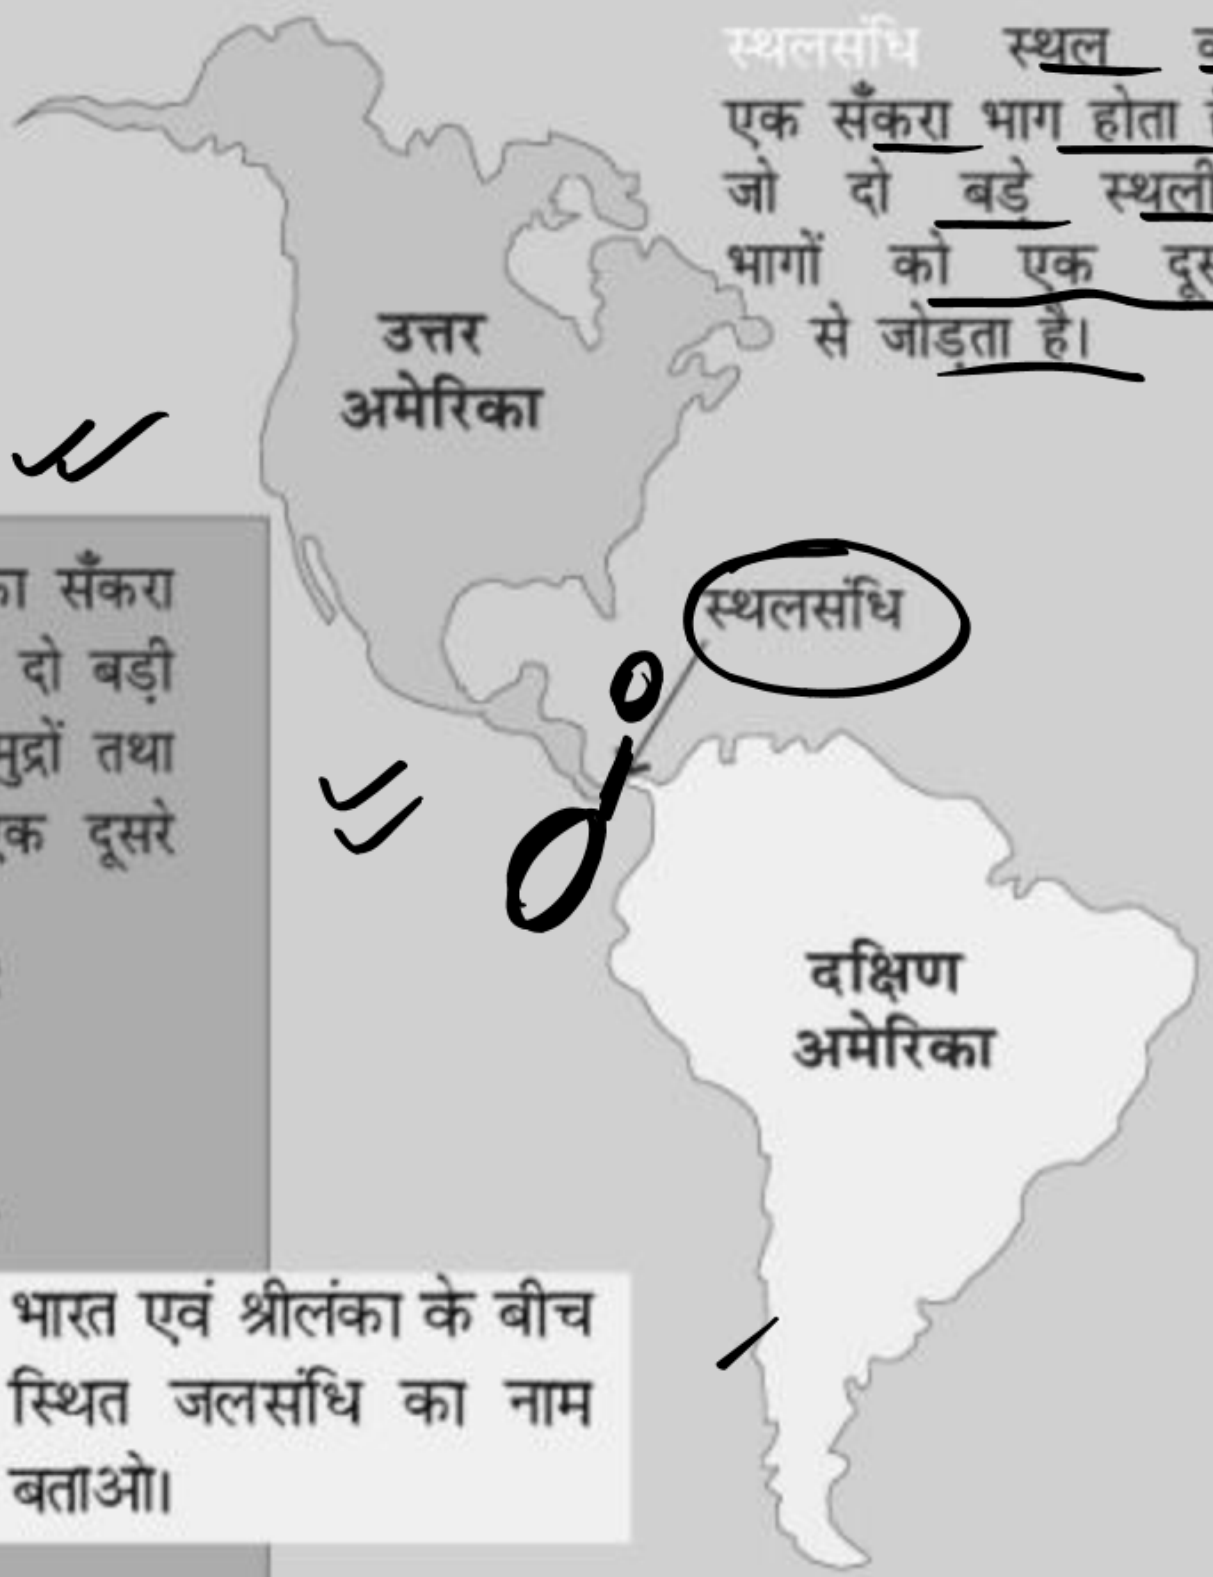 स्थलसंधि स्थल
एक सँकरा भाग होता
जो दो बड़े स्थली
भागों को एक दूस
से जोड़ता है।
उत्तर
अमेरिका
सँकरा
दो बड़ी
मुद्रों तथा
दूसरे
स्थलसंधि
दक्षिण
अमेरिका
भारत एवं श्रीलंका के बीच
स्थित जलसंधि का नाम
बताओ।